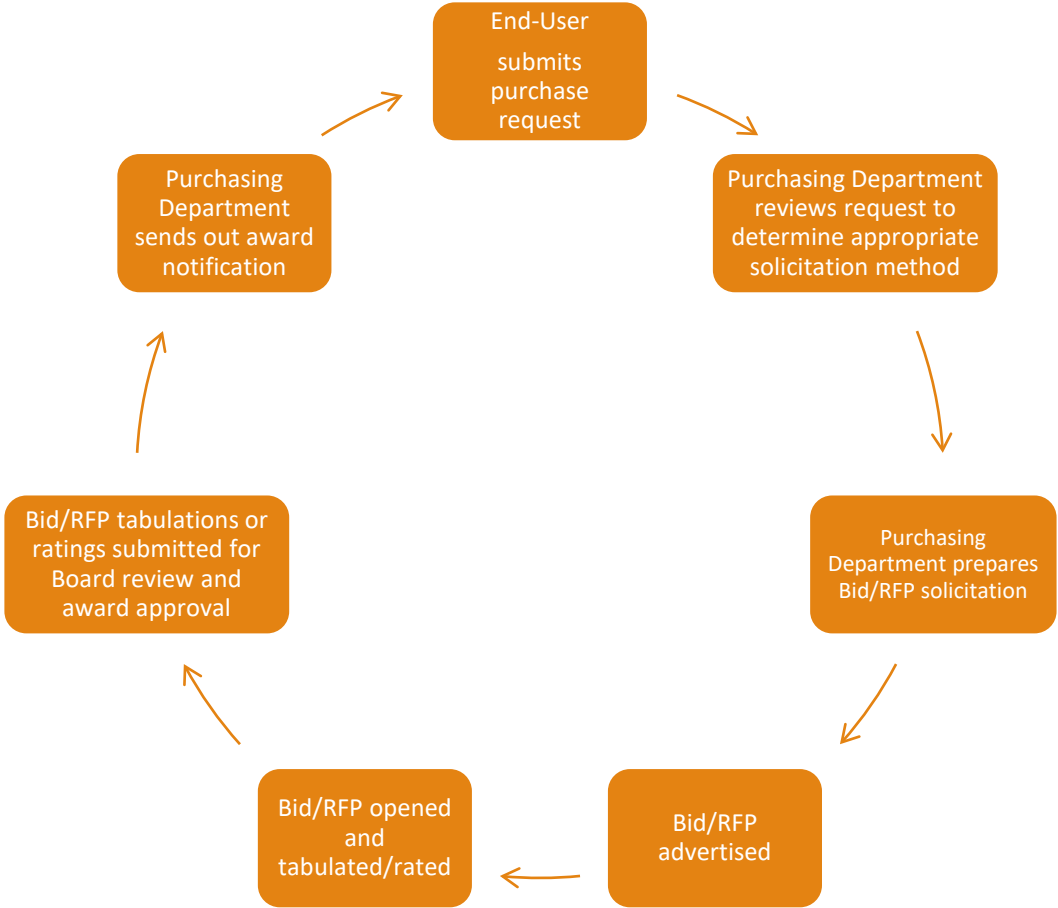 End-User
submits
purchase
request
Purchasing Department
reviews request to
determine appropriate
solicitation method
Purchasing
Department prepares
Bid/RFP solicitation
Bid/RFP
advertised
Bid/RFP opened
and
tabulated/rated
Bid/RFP tabulations or
ratings submitted for
Board review and
award approval
Purchasing
Department
sends out award
notification